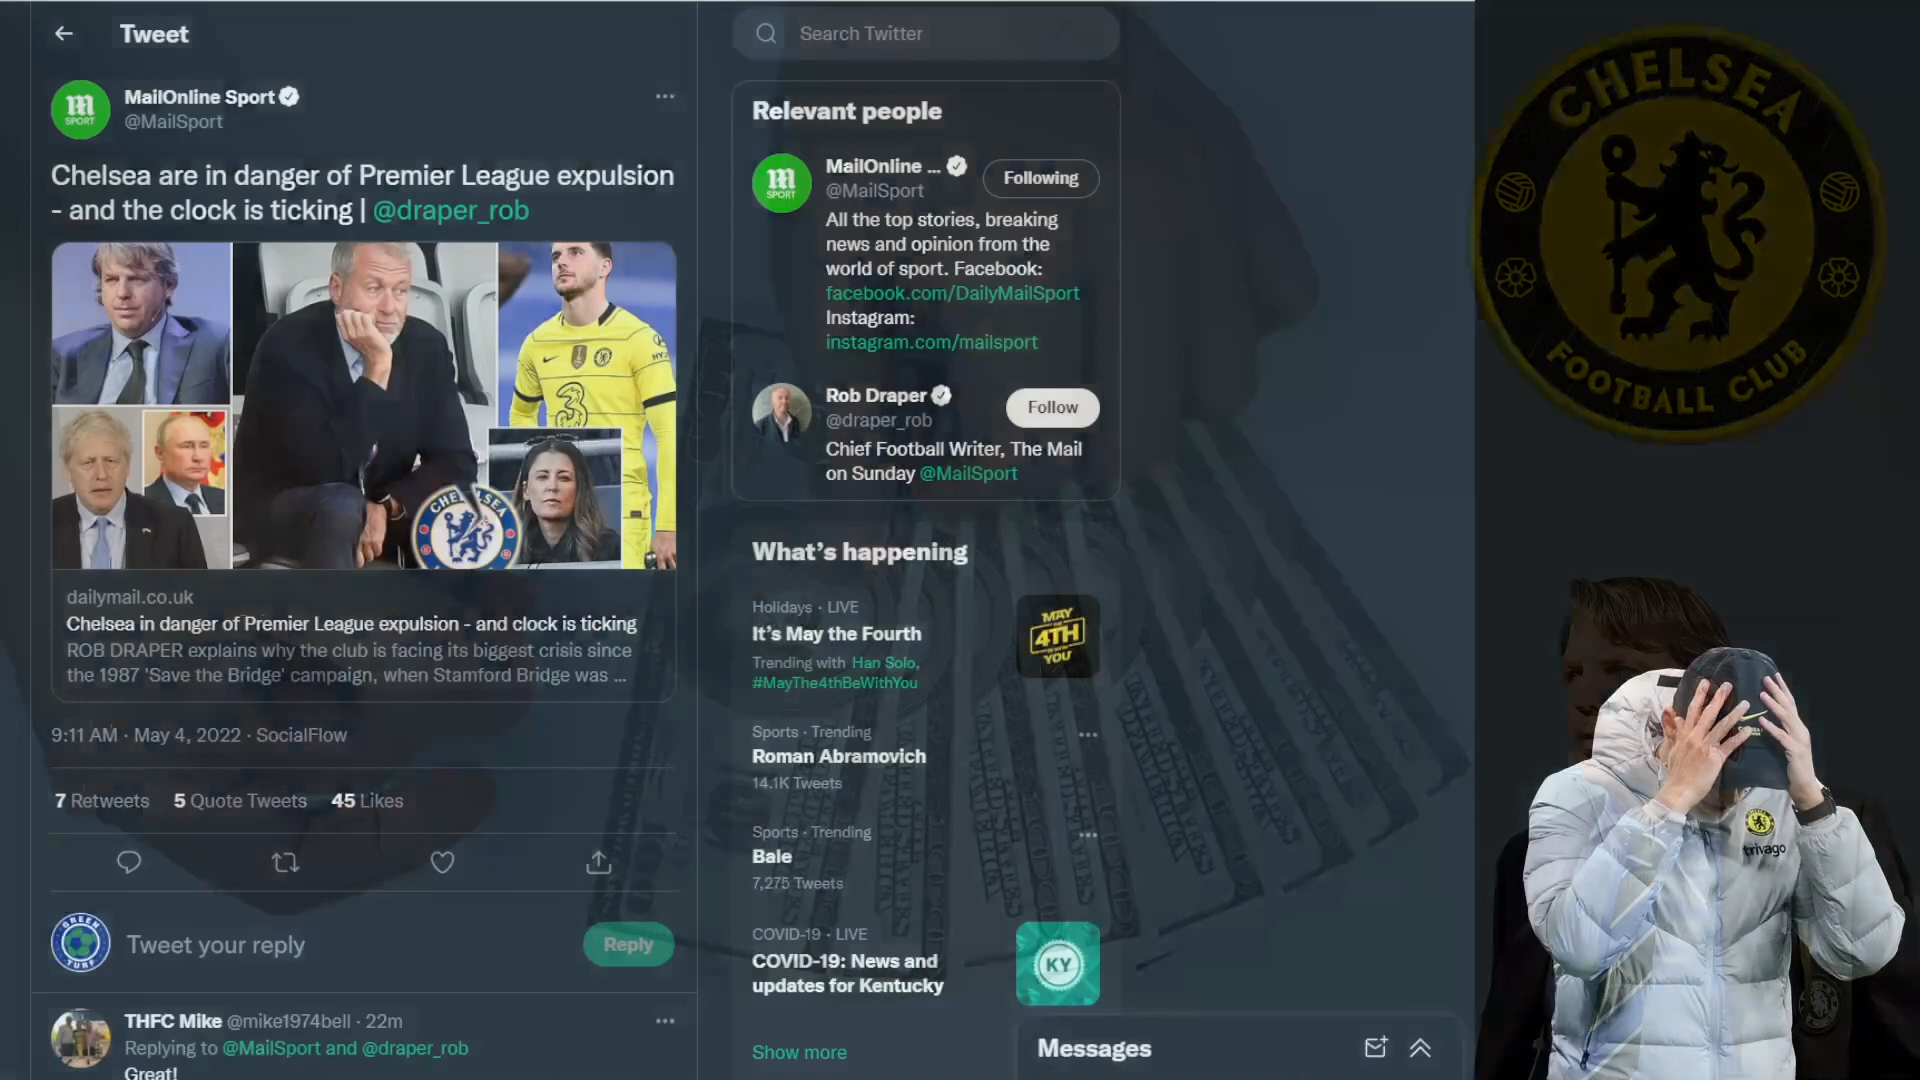 Tweet
Search Twitter
MailOnline Sport
@MailSport
Chelsea are in danger of Premier League expulsion
- and the clock is ticking | @draper_rob
dailymail.co.uk
Chelsea in danger of Premier League expulsion - and clock is ticking
ROB DRAPER explains why the club is facing its biggest crisis since
the 1987 'Save the Bridge' campaign, when Stamford Bridge was ...
9:11 AM · May 4, 2022 · SocialFlow
7 Retweets 5 Quote Tweets 45 Likes
Tweet your reply
Reply
THFC Mike @mike1974bell · 22m
Replying to @MailSport and @draper_rob
Great!
Relevant people
MailOnline ...
@MailSport
Following
All the top stories, breaking
news and opinion from the
world of sport. Facebook:
facebook.com/DailyMailSport
Instagram:
instagram.com/mailsport
Rob Draper
@draper_rob
Follow
Chief Football Writer, The Mail
on Sunday @MailSport
What's happening
Holidays · LIVE
It's May the Fourth
Trending with Han Solo,
#MayThe4thBeWithYou
MAY
THE
4TH
BE WITH
YOU
Sports · Trending
Roman Abramovich
14.1K Tweets
Sports · Trending
Bale
7,275 Tweets
COVID-19 · LIVE
COVID-19: News and
updates for Kentucky
KY
Show more
Messages
CHELSEA
FOOTBALL CLUB
trivago
m
SPORT
m
SPORT
3
CHELSEA
GREEN
TURF